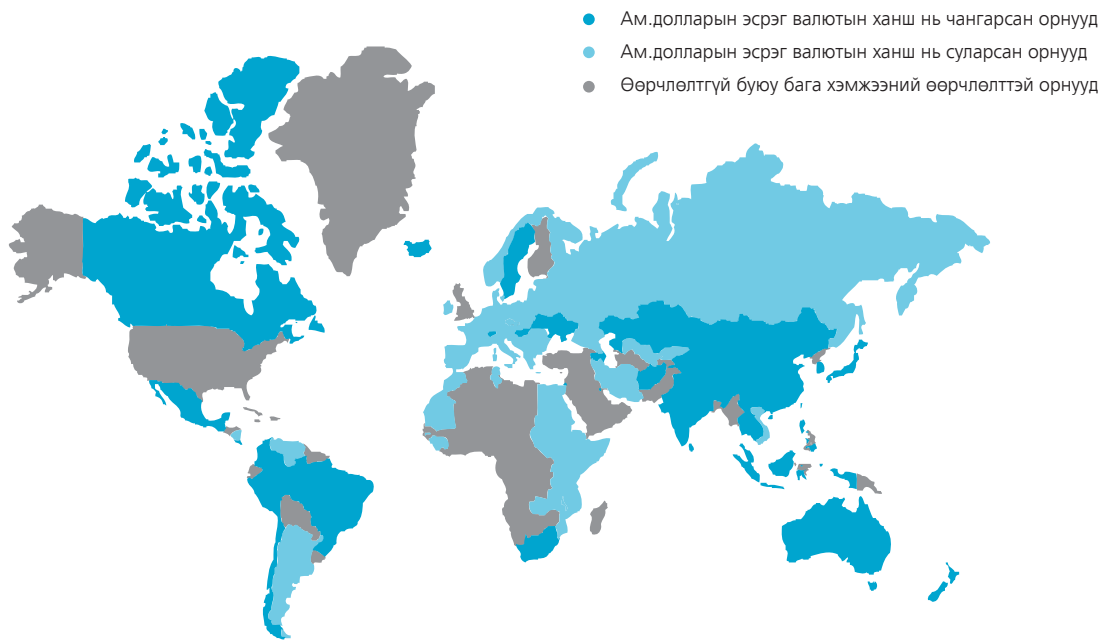 Ам.долларын эсрэг валютын ханш нь чангарсан орнууд
Ам.долларын эсрэг валютын ханш нь суларсан орнууд
Өөрчлөлтгүй буюу бага хэмжээний өөрчлөлттэй орнууд